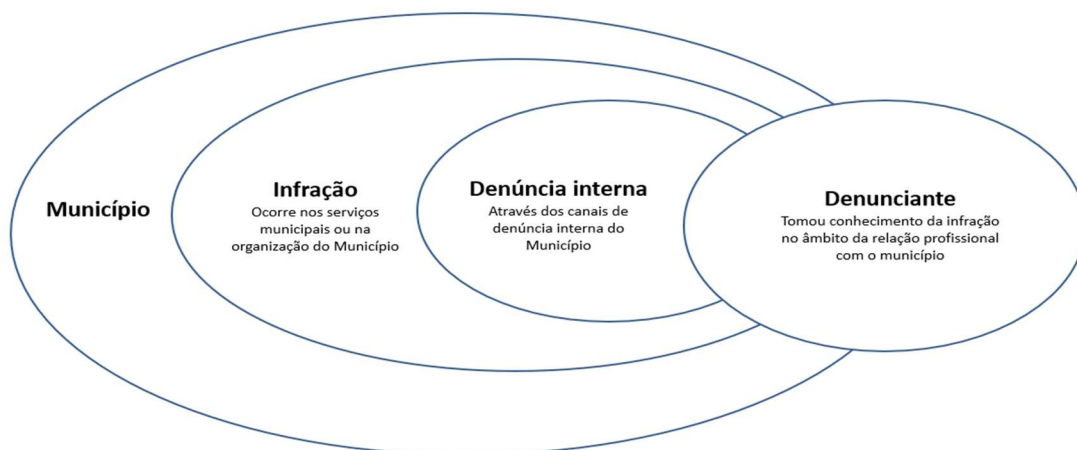 Município
Infração
Ocorre nos serviços
municipais ou na
organização do Município
Denúncia interna
Através dos canais de
denúncia interna do
Município
Denunciante
Tomou conhecimento da infração
no âmbito da relação profissional
com o município